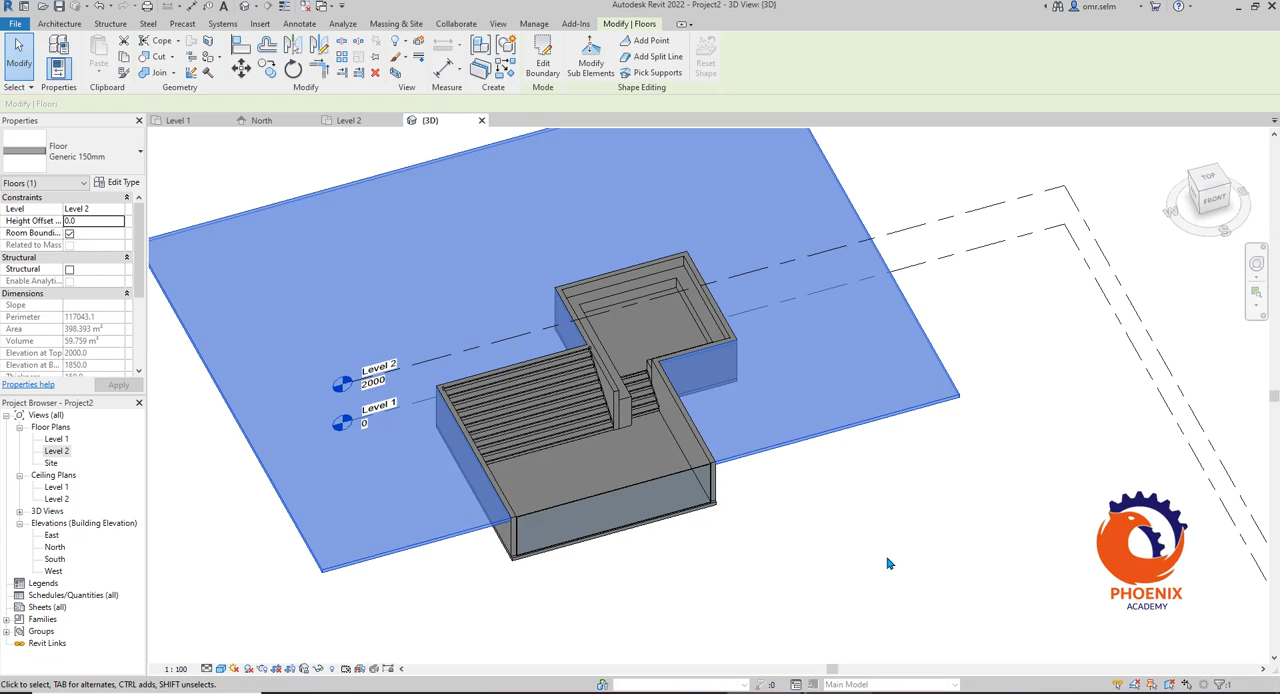 Autodesk Revit 2022 - Project2 - 3D View: {3D}
omr.selm
File Architecture Structure Steel Precast Systems Insert Annotate Analyze Massing & Site Collaborate View Manage Add-Ins Modify | Floors
Modify
Select
Properties
Paste
Clipboard
Cope
Cut
Join
Geometry
Modify
View
Measure
Create
Edit
Boundary
Mode
Modify
Sub Elements
Add Point
Add Split Line
Pick Supports
Shape Editing
Reset
Shape
Modify | Floors
Properties
Level 1
North
Level 2
{3D}
Floor
Generic 150mm
Floors (1)
Edit Type
Constraints
Level Level 2
Height Offset ... 0.0
Room Boundi...
Related to Mass
Structural
Structural
Enable Analyti...
Dimensions
Slope
Perimeter 117043.1
Area 398.393 m²
Volume 59.759 m³
Elevation at Top 2000.0
Elevation at B... 1850.0
Properties help
Apply
Project Browser - Project2
Views (all)
Floor Plans
Level 1
Level 2
Site
Ceiling Plans
Level 1
Level 2
3D Views
Elevations (Building Elevation)
East
North
South
West
Legends
Schedules/Quantities (all)
Sheets (all)
Families
Groups
Revit Links
Level 2
2000
Level 1
0
TOP
FRONT
W
S
PHOENIX
ACADEMY
1 : 100
Click to select, TAB for alternates, CTRL adds, SHIFT unselects.
:0
Main Model
:1